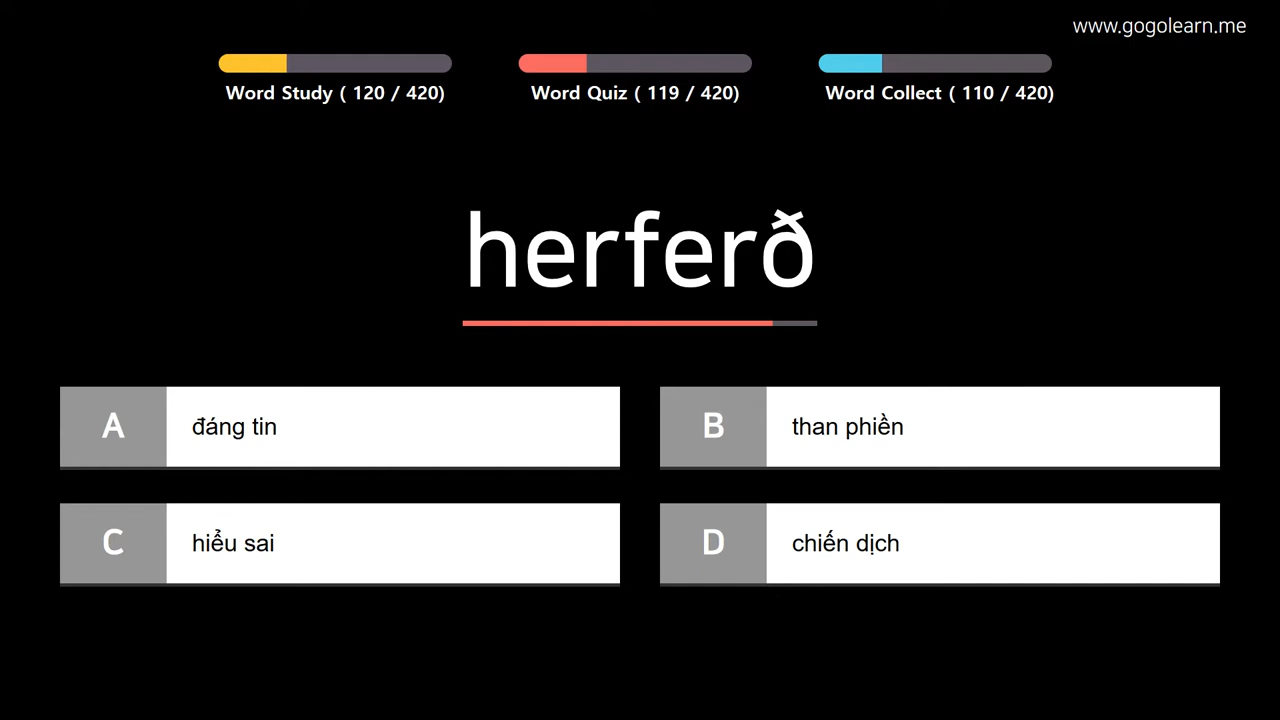 www.gogolearn.me
Word Study ( 120 / 420)
Word Quiz ( 119 / 420)
Word Collect ( 110 / 420)
herferð
A
đáng tin
B
than phiền
C
hiểu sai
D
chiến dịch